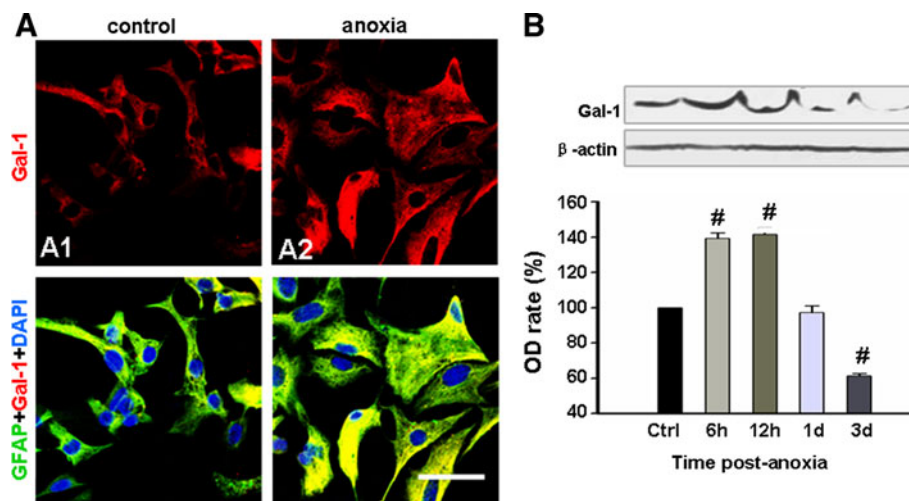 A
control
anoxia
Gal-1
A1
A2
GFAP+Gal-1+DAPI
B
Gal-1
β-actin
OD rate (%)
160
140
120
100
80
60
40
#
#
#
Ctrl 6h 12h 1d 3d
Time post-anoxia